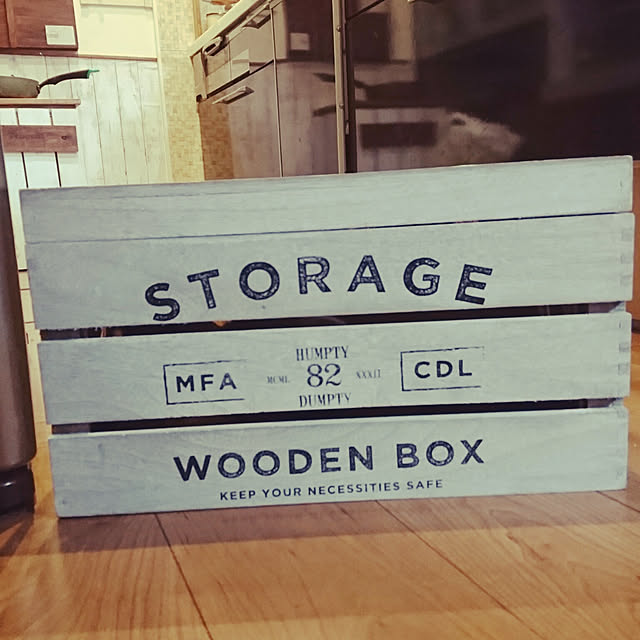 STORAGE
HUMPTY
MFA MCML 82 XXXII CDL
DUMPTY
WOODEN BOX
KEEP YOUR NECESSITIES SAFE